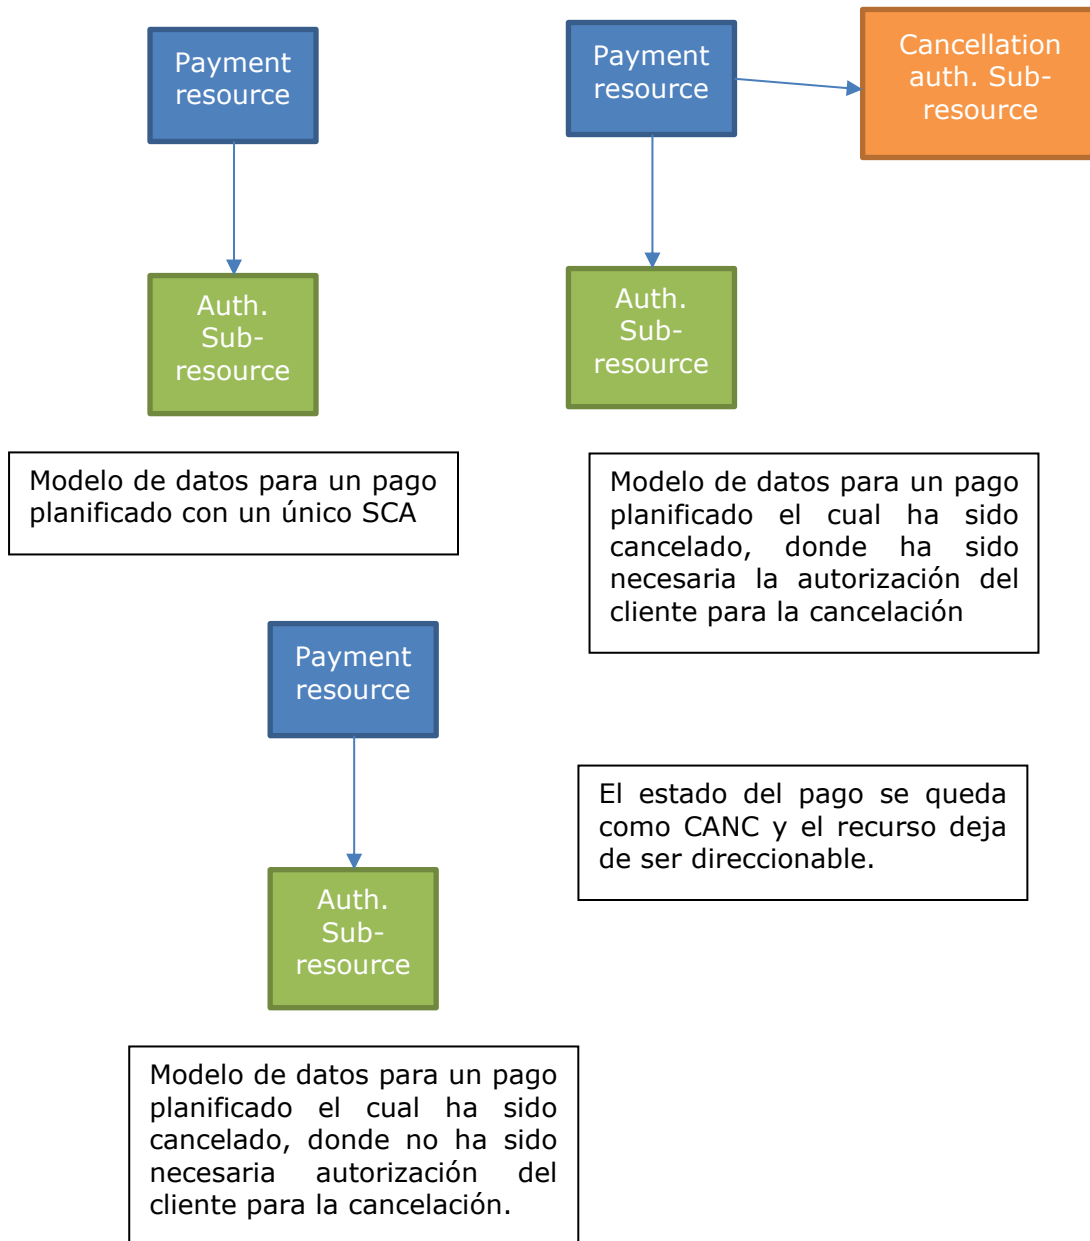 Payment
resource
Auth.
Sub-
resource
Modelo de datos para un pago
planificado con un único SCA
Payment
resource
Cancellation
auth. Sub-
resource
Auth.
Sub-
resource
Modelo de datos para un pago
planificado el cual ha sido
cancelado, donde ha sido
necesaria la autorización del
cliente para la cancelación
Payment
resource
Auth.
Sub-
resource
El estado del pago se queda
como CANC y el recurso deja
de ser direccionable.
Modelo de datos para un pago
planificado el cual ha sido
cancelado, donde no ha sido
necesaria autorización del
cliente para la cancelación.